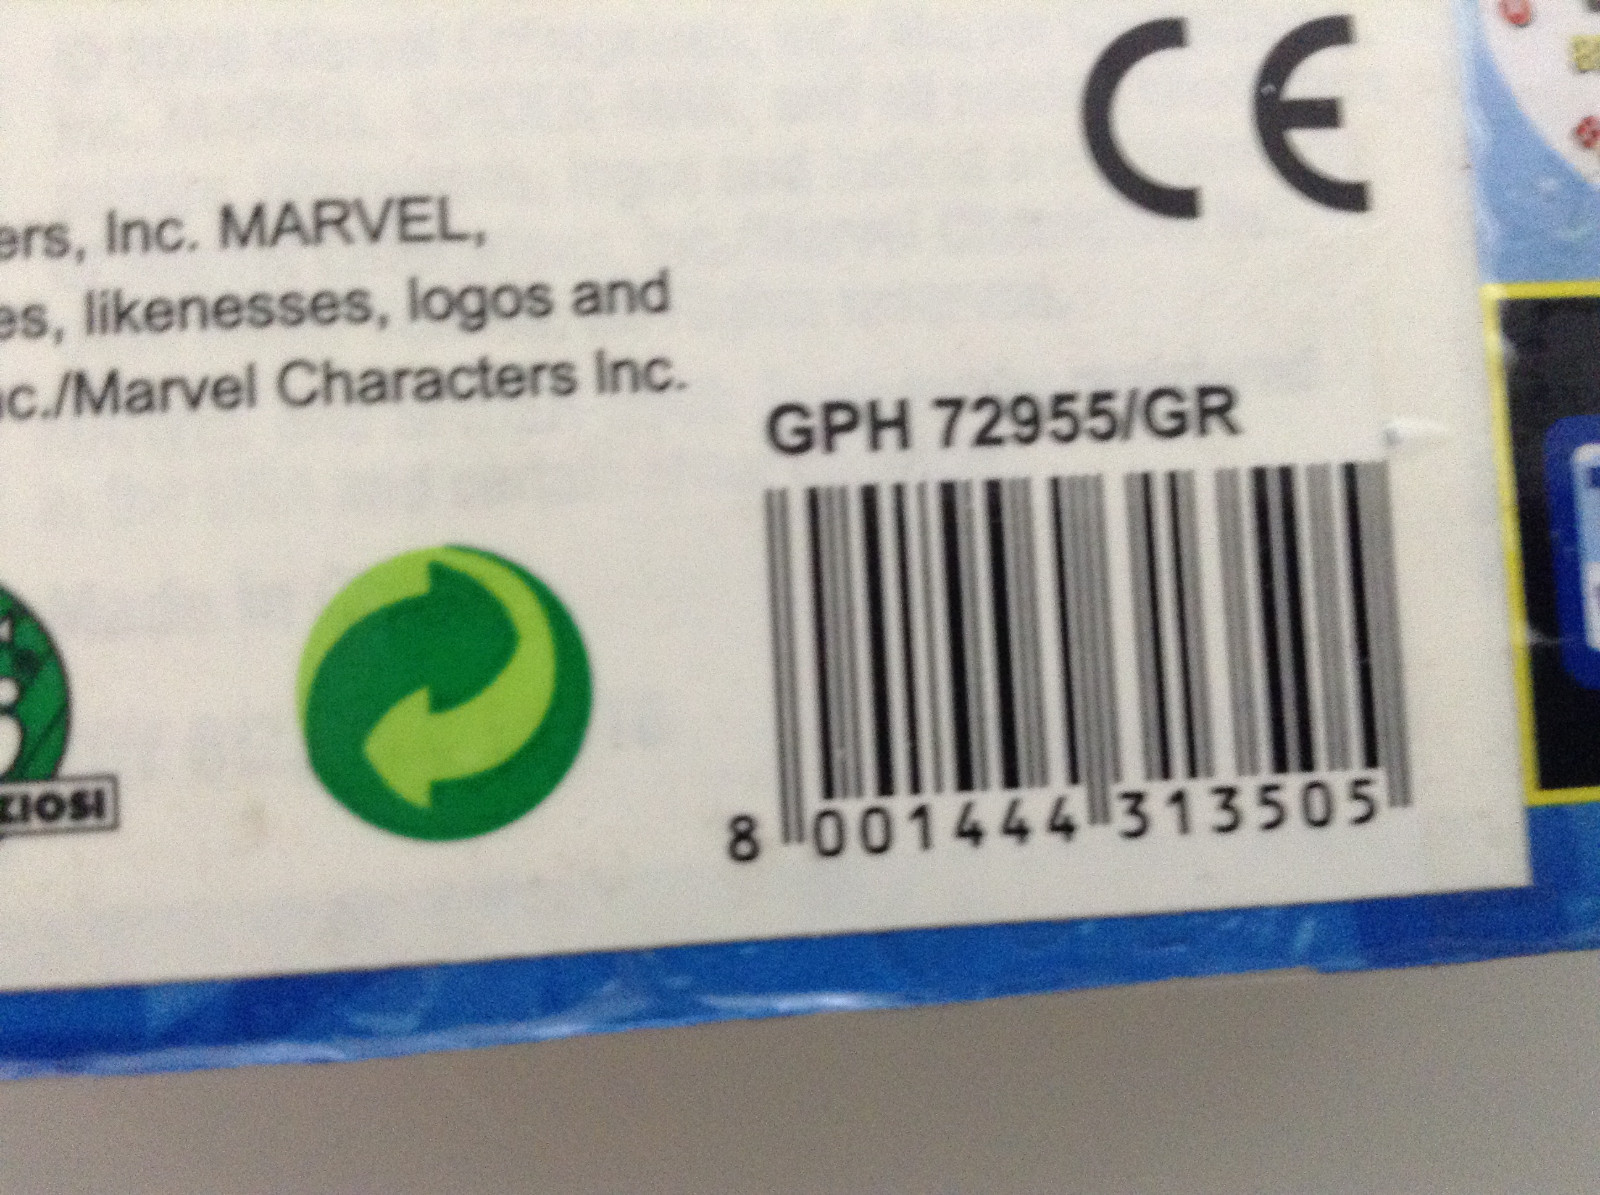 CE
ers, Inc. MARVEL,
es, likenesses, logos and
nc./Marvel Characters Inc.
GPH 72955/GR
ZIOSI
8 001444 313505